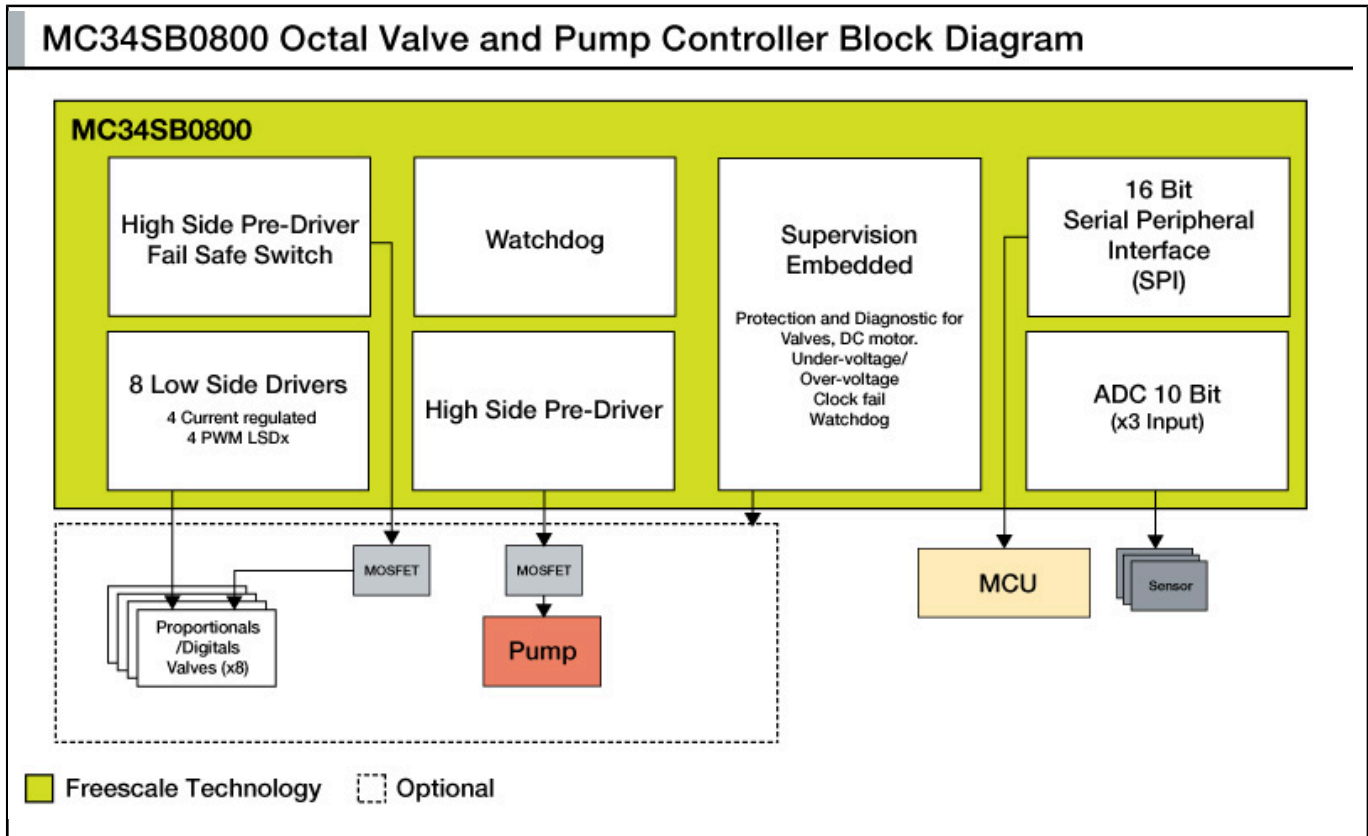 MC34SB0800 Octal Valve and Pump Controller Block Diagram
MC34SB0800
High Side Pre-Driver
Fail Safe Switch
Watchdog
Supervision
Embedded
Protection and Diagnostic for
Valves, DC motor.
Under-voltage/
Over-voltage
Clock fail
Watchdog
16 Bit
Serial Peripheral
Interface
(SPI)
8 Low Side Drivers
4 Current regulated
4 PWM LSDx
High Side Pre-Driver
ADC 10 Bit
(x3 Input)
MOSFET
MOSFET
MCU
Sensor
Proportionals
/Digitals
Valves (x8)
Pump
Freescale Technology
Optional